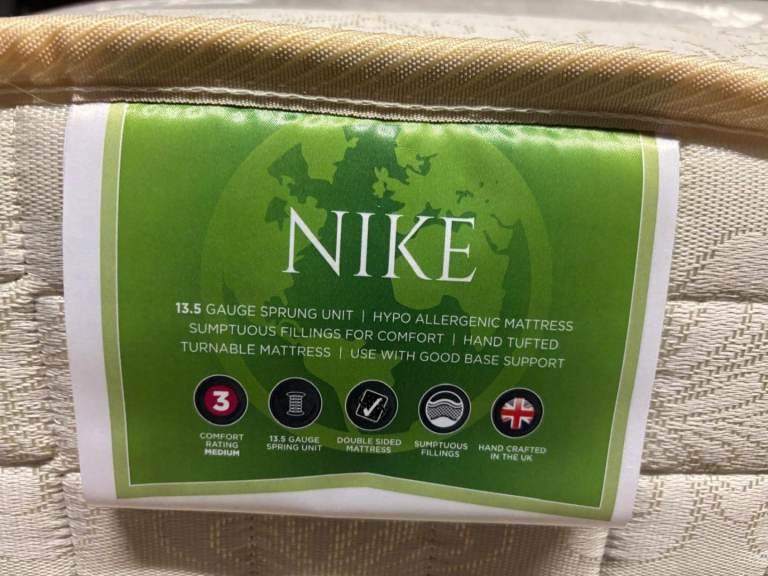 NIKE
13.5 GAUGE SPRUNG UNIT | HYPO ALLERGENIC MATTRESS
SUMPTUOUS FILLINGS FOR COMFORT | HAND TUFTED
TURNABLE MATTRESS | USE WITH GOOD BASE SUPPORT
3
COMFORT
RATING
MEDIUM
13.5 GAUGE
SPRING UNIT
DOUBLE SIDED
MATTRESS
SUMPTUOUS
FILLINGS
HAND CRAFTED
IN THE UK